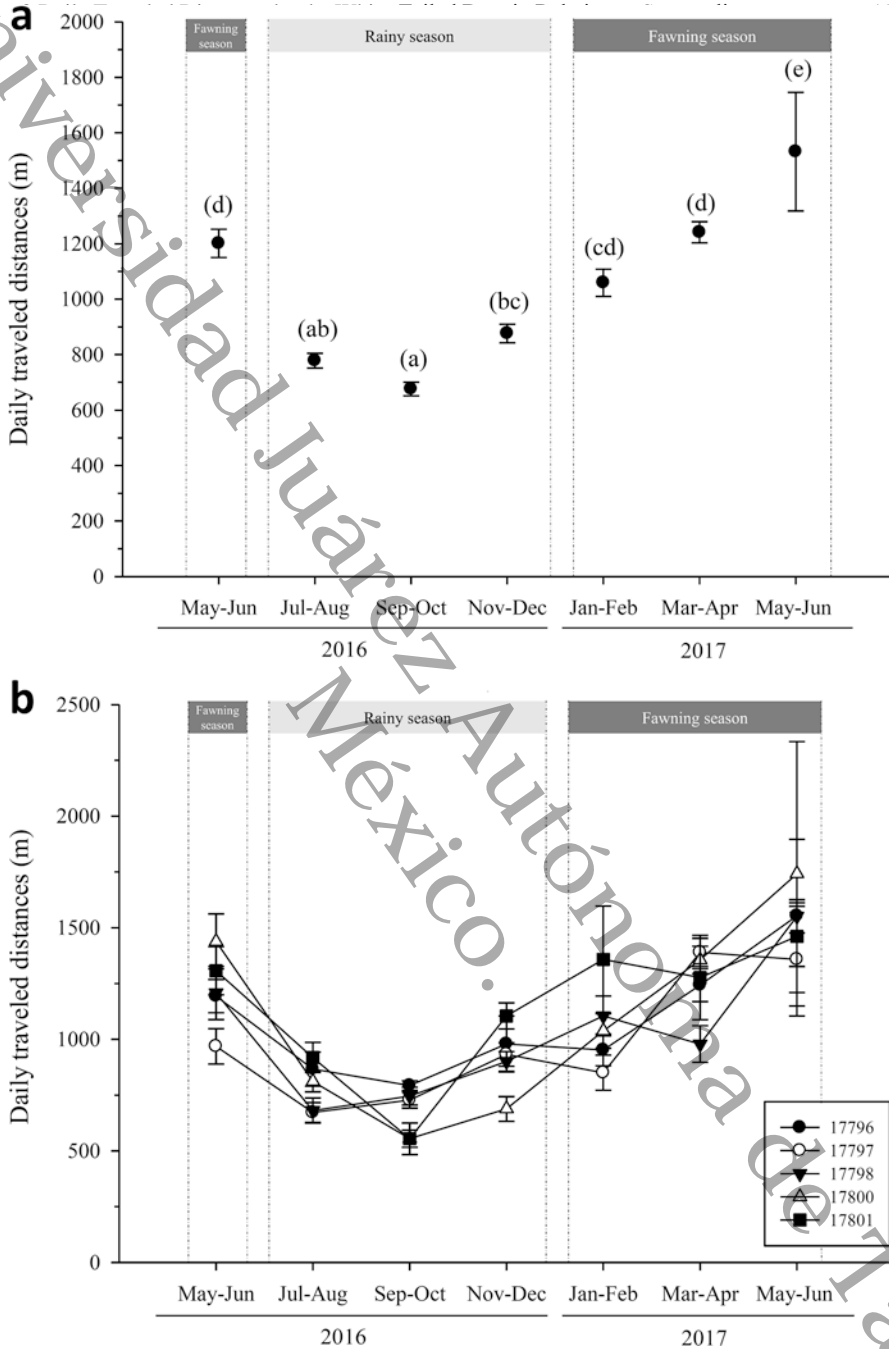 a
Fawning
season
Rainy season
Fawning season
Daily traveled distances (m)
2000
1800
1600
1400
1200
1000
800
600
400
200
0
(d)
(ab)
(a)
(bc)
(cd)
(d)
(e)
May-Jun Jul-Aug Sep-Oct Nov-Dec Jan-Feb Mar-Apr May-Jun
2016 2017
b
Fawning
season
Rainy season
Fawning season
Daily traveled distances (m)
2500
2000
1500
1000
500
0
17796
17797
17798
17800
17801
May-Jun Jul-Aug Sep-Oct Nov-Dec Jan-Feb Mar-Apr May-Jun
2016 2017
niversidad Juárez Autónoma de Ta
México.